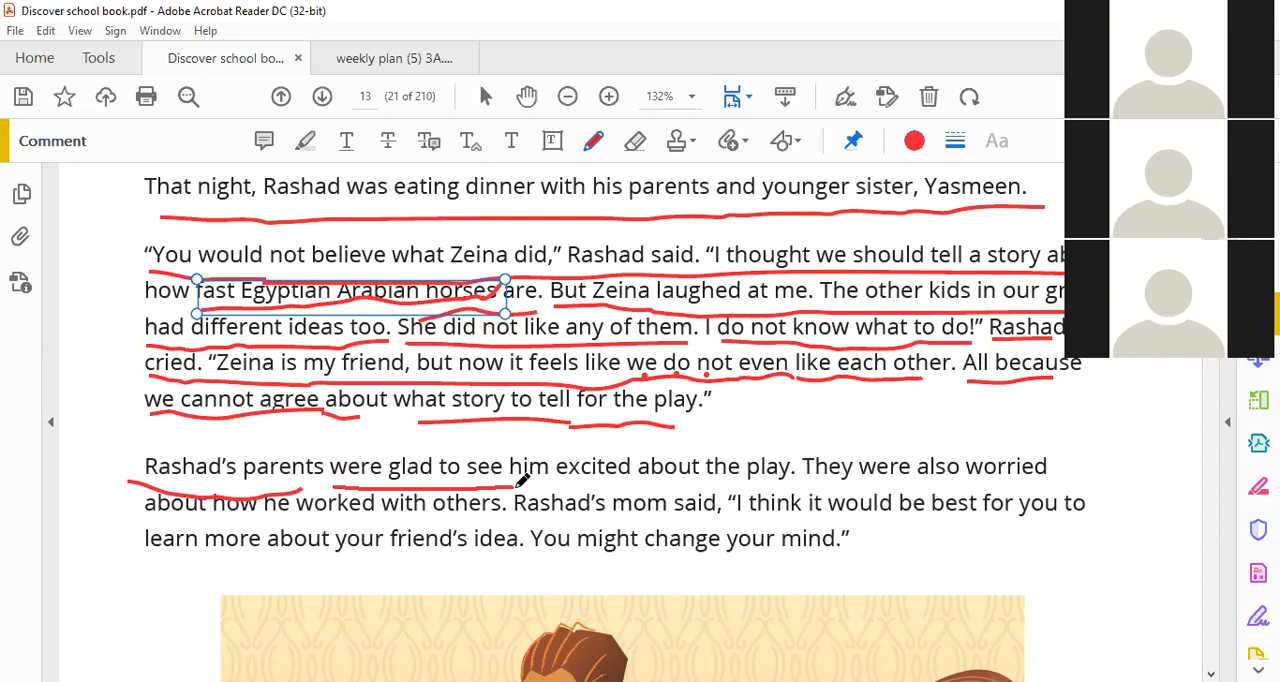 Discover school book.pdf - Adobe Acrobat Reader DC (32-bit)
File Edit View Sign Window Help
Home Tools Discover school bo... × weekly plan (5) 3A....
13 (21 of 210) 132%
Comment
Aa
That night, Rashad was eating dinner with his parents and younger sister, Yasmeen.
“You would not believe what Zeina did,” Rashad said. “I thought we should tell a story
how fast Egyptian Arabian horses are. But Zeina laughed at me. The other kids in our
had different ideas too. She did not like any of them. I do not know what to do!” Rashad
cried. “Zeina is my friend, but now it feels like we do not even like each other. All because
we cannot agree about what story to tell for the play.”
Rashad’s parents were glad to see him excited about the play. They were also worried
about how he worked with others. Rashad’s mom said, “I think it would be best for you to
learn more about your friend’s idea. You might change your mind.”